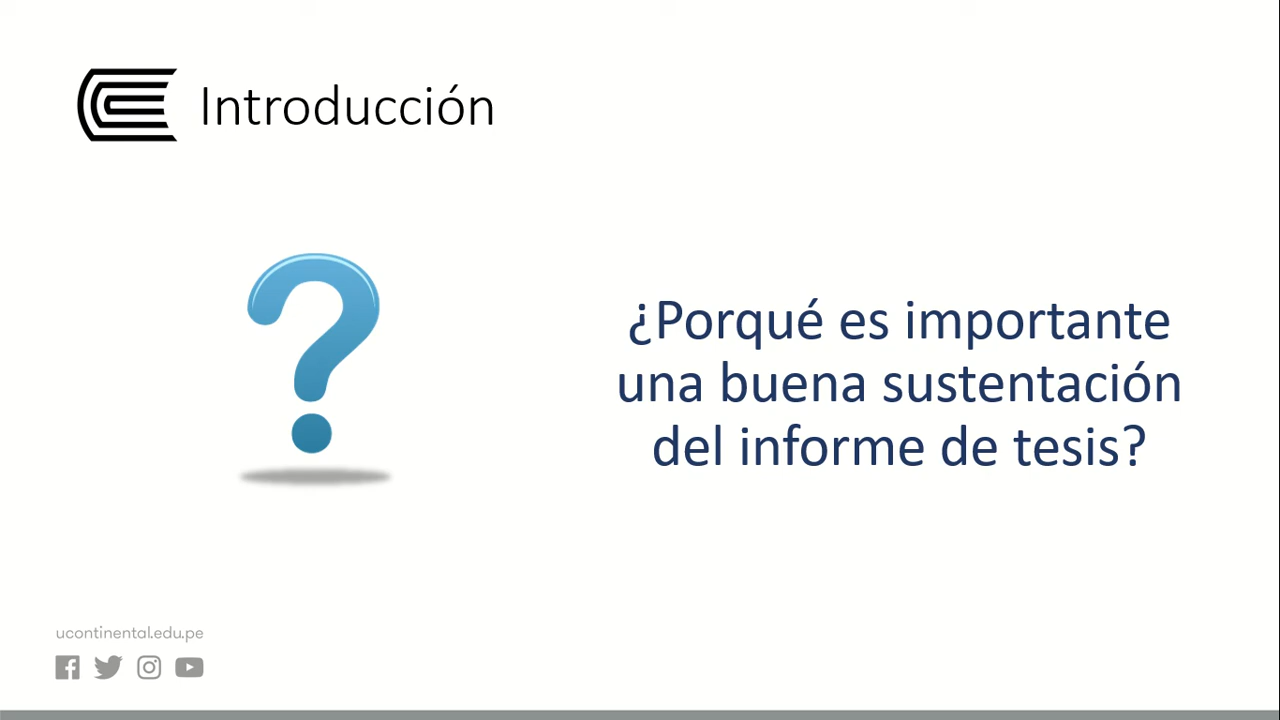 Introducción
¿Porqué es importante
una buena sustentación
del informe de tesis?
ucontinental.edu.pe